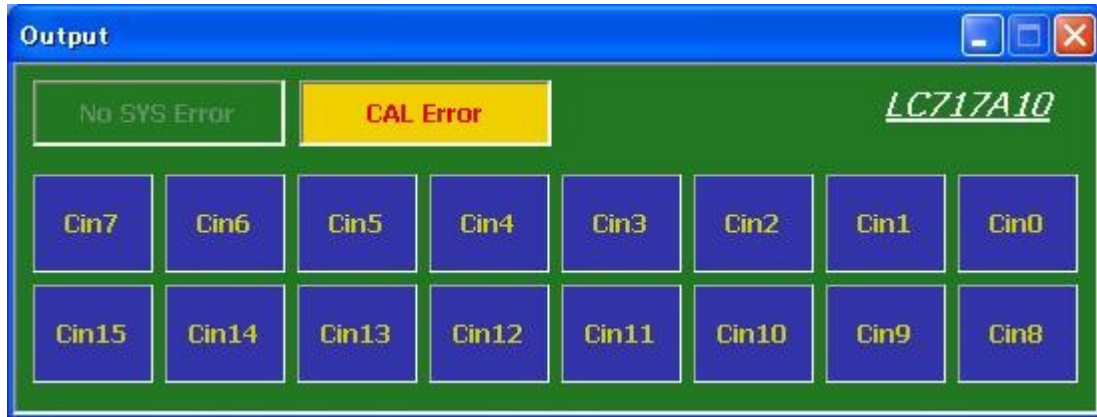 Output
No SYS Error CAL Error LC717A10
Cin7 Cin6 Cin5 Cin4 Cin3 Cin2 Cin1 Cin0
Cin15 Cin14 Cin13 Cin12 Cin11 Cin10 Cin9 Cin8